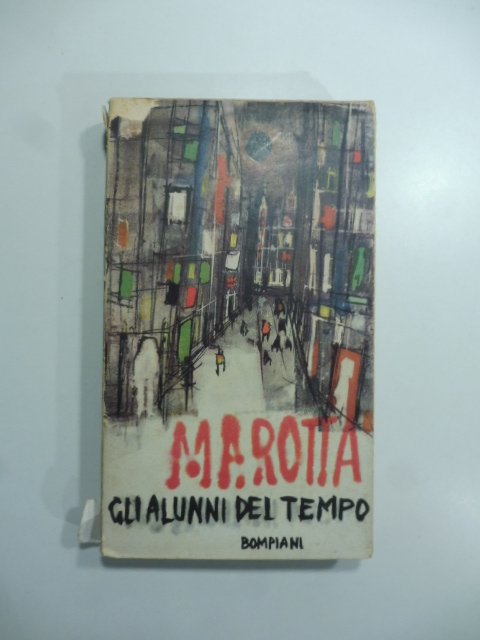 MAROTTA
GLI ALUNNI DEL TEMPO
BOMPIANI